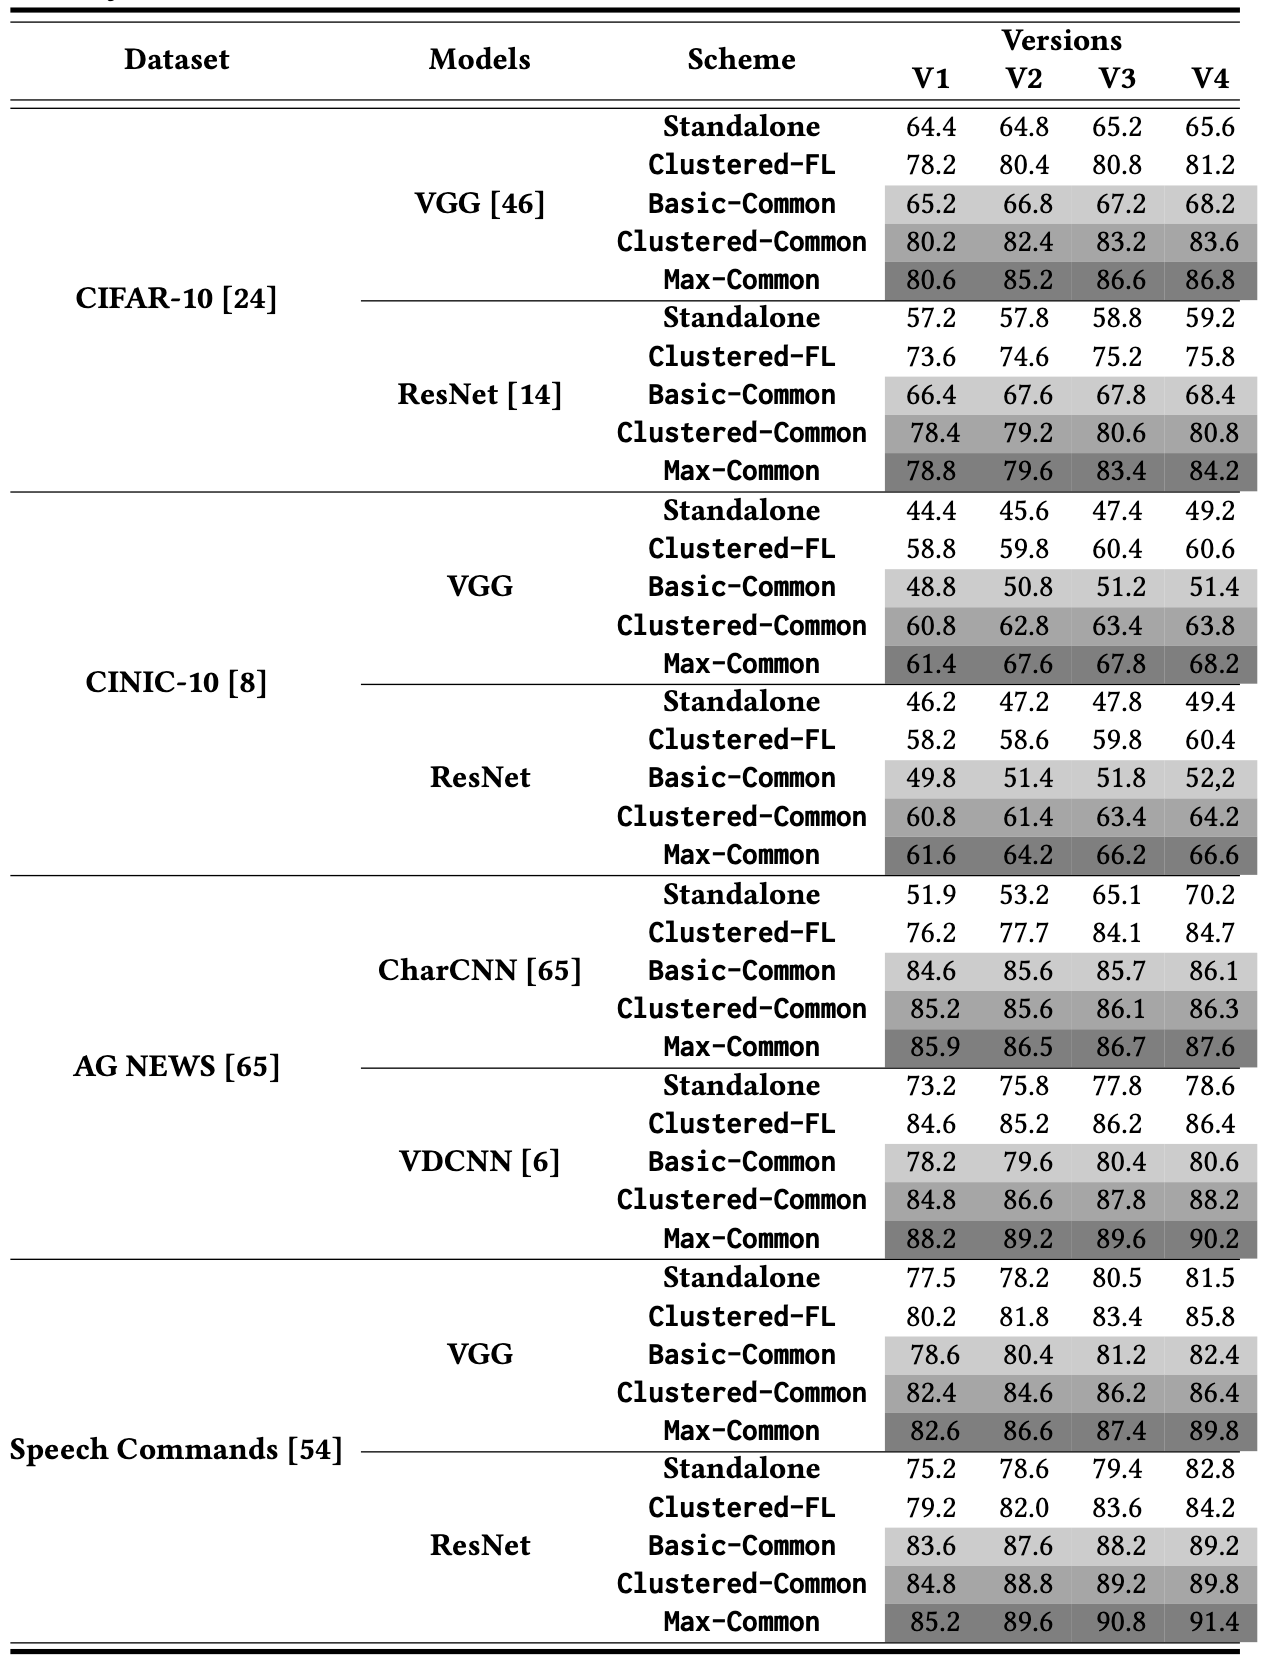 Versions
Dataset Models Scheme
V1 V2 V3 V4
Standalone 64.4 64.8 65.2 65.6
Clustered-FL 78.2 80.4 80.8 81.2
VGG [46] Basic-Common 65.2 66.8 67.2 68.2
Clustered-Common 80.2 82.4 83.2 83.6
Max-Common 80.6 85.2 86.6 86.8
CIFAR-10 [24]
Standalone 57.2 57.8 58.8 59.2
Clustered-FL 73.6 74.6 75.2 75.8
ResNet [14] Basic-Common 66.4 67.6 67.8 68.4
Clustered-Common 78.4 79.2 80.6 80.8
Max-Common 78.8 79.6 83.4 84.2
Standalone 44.4 45.6 47.4 49.2
Clustered-FL 58.8 59.8 60.4 60.6
VGG Basic-Common 48.8 50.8 51.2 51.4
Clustered-Common 60.8 62.8 63.4 63.8
Max-Common 61.4 67.6 67.8 68.2
CINIC-10 [8]
Standalone 46.2 47.2 47.8 49.4
Clustered-FL 58.2 58.6 59.8 60.4
ResNet Basic-Common 49.8 51.4 51.8 52,2
Clustered-Common 60.8 61.4 63.4 64.2
Max-Common 61.6 64.2 66.2 66.6
Standalone 51.9 53.2 65.1 70.2
Clustered-FL 76.2 77.7 84.1 84.7
CharCNN [65] Basic-Common 84.6 85.6 85.7 86.1
Clustered-Common 85.2 85.6 86.1 86.3
Max-Common 85.9 86.5 86.7 87.6
AG NEWS [65]
Standalone 73.2 75.8 77.8 78.6
Clustered-FL 84.6 85.2 86.2 86.4
VDCNN [6] Basic-Common 78.2 79.6 80.4 80.6
Clustered-Common 84.8 86.6 87.8 88.2
Max-Common 88.2 89.2 89.6 90.2
Standalone 77.5 78.2 80.5 81.5
Clustered-FL 80.2 81.8 83.4 85.8
VGG Basic-Common 78.6 80.4 81.2 82.4
Clustered-Common 82.4 84.6 86.2 86.4
Max-Common 82.6 86.6 87.4 89.8
Speech Commands [54]
Standalone 75.2 78.6 79.4 82.8
Clustered-FL 79.2 82.0 83.6 84.2
ResNet Basic-Common 83.6 87.6 88.2 89.2
Clustered-Common 84.8 88.8 89.2 89.8
Max-Common 85.2 89.6 90.8 91.4